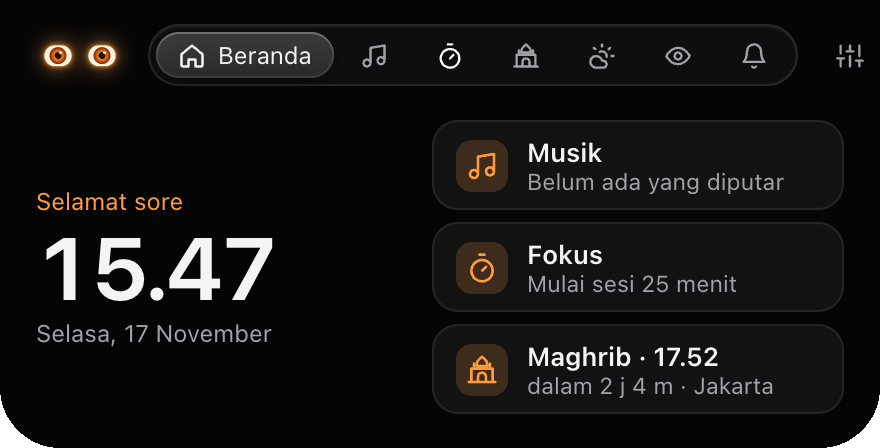 Beranda
Selamat sore
15.47
Selasa, 17 November
Musik
Belum ada yang diputar
Fokus
Mulai sesi 25 menit
Maghrib · 17.52
dalam 2 j 4 m · Jakarta